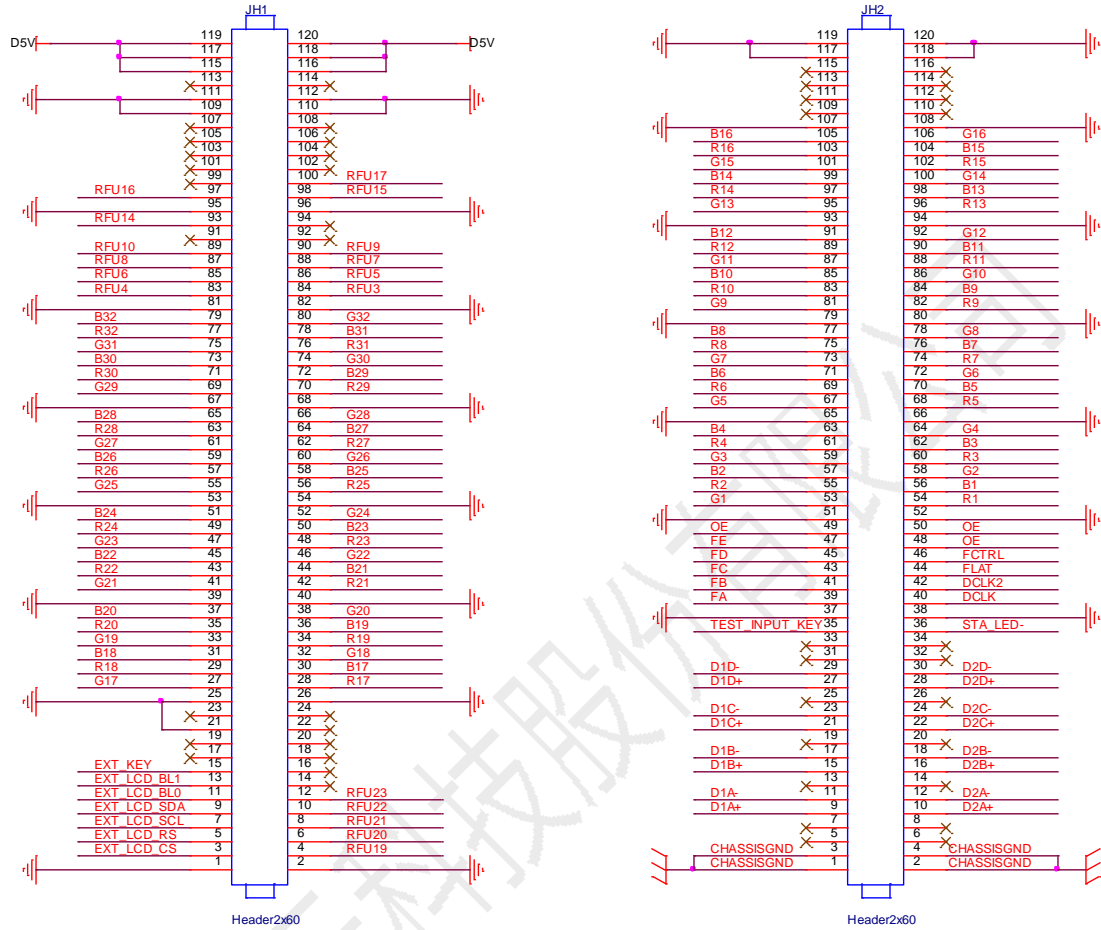 JH1
D5V 119 120 D5V
117 118
115 116
113 114
111 112
109 110
107 108
105 106
103 104
101 102
99 100 RFU17
RFU16 97 98 RFU15
95 96
RFU14 93 94
91 92
RFU10 89 90 RFU9
RFU8 87 88 RFU7
RFU6 85 86 RFU5
RFU4 83 84 RFU3
81 82
B32 79 80 G32
R32 77 78 B31
G31 75 76 R31
B30 73 74 G30
R30 71 72 B29
G29 69 70 R29
67 68
B28 65 66 G28
R28 63 64 B27
G27 61 62 R27
B26 59 60 G26
R26 57 58 B25
G25 55 56 R25
53 54
B24 51 52 G24
R24 49 50 B23
G23 47 48 R23
B22 45 46 G22
R22 43 44 B21
G21 41 42 R21
39 40
B20 37 38 G20
R20 35 36 B19
G19 33 34 R19
B18 31 32 G18
R18 29 30 B17
G17 27 28 R17
25 26
23 24
21 22
19 20
17 18
EXT_KEY 15 16
EXT_LCD_BL1 13 14
EXT_LCD_BL0 11 12 RFU23
EXT_LCD_SDA 9 10 RFU22
EXT_LCD_SCL 7 8 RFU21
EXT_LCD_RS 5 6 RFU20
EXT_LCD_CS 3 4 RFU19
1 2
Header2x60
JH2
119 120
117 118
115 116
113 114
111 112
109 110
107 108
B16 105 106 G16
R16 103 104 B15
G15 101 102 R15
B14 99 100 G14
R14 97 98 B13
G13 95 96 R13
93 94
B12 91 92 G12
R12 89 90 B11
G11 87 88 R11
B10 85 86 G10
R10 83 84 B9
G9 81 82 R9
79 80
B8 77 78 G8
R8 75 76 B7
G7 73 74 R7
B6 71 72 G6
R6 69 70 B5
G5 67 68 R5
65 66
B4 63 64 G4
R4 61 62 B3
G3 59 60 R3
B2 57 58 G2
R2 55 56 B1
G1 53 54 R1
51 52
OE 49 50 OE
FE 47 48 OE
FD 45 46 FCTRL
FC 43 44 FLAT
FB 41 42 DCLK2
FA 39 40 DCLK
37 38
TEST_INPUT_KEY 35 36 STA_LED-
33 34
31 32
D1D- 29 30 D2D-
D1D+ 27 28 D2D+
25 26
D1C- 23 24 D2C-
D1C+ 21 22 D2C+
19 20
D1B- 17 18 D2B-
D1B+ 15 16 D2B+
13 14
D1A- 11 12 D2A-
D1A+ 9 10 D2A+
7 8
5 6
CHASSISGND 3 4 CHASSISGND
CHASSISGND 1 2 CHASSISGND
Header2x60
科技股份有限公司